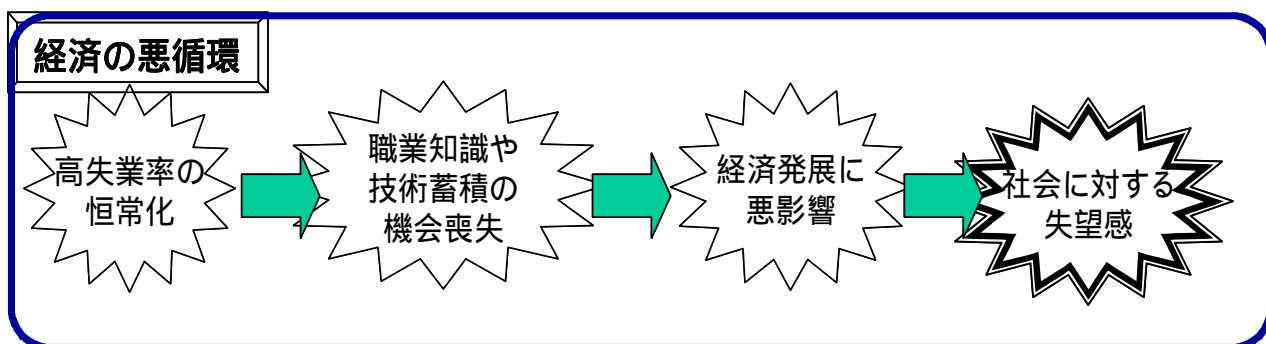 経済の悪循環
高失業率の
恒常化
職業知識や
技術蓄積の
機会喪失
経済発展に
悪影響
社会に対する
失望感